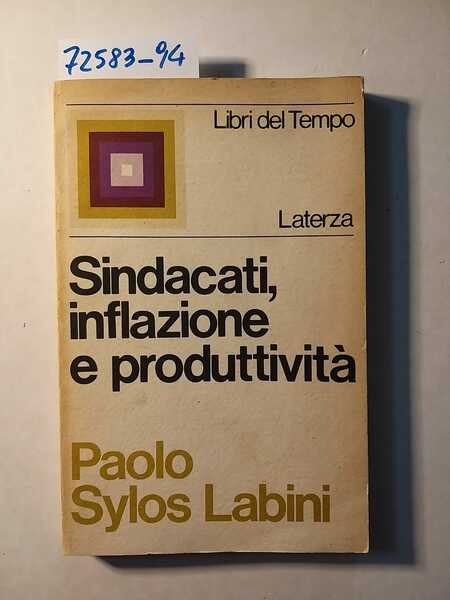 72583-94
Libri del Tempo
Laterza
Sindacati,
inflazione
e produttività
Paolo
Sylos Labini